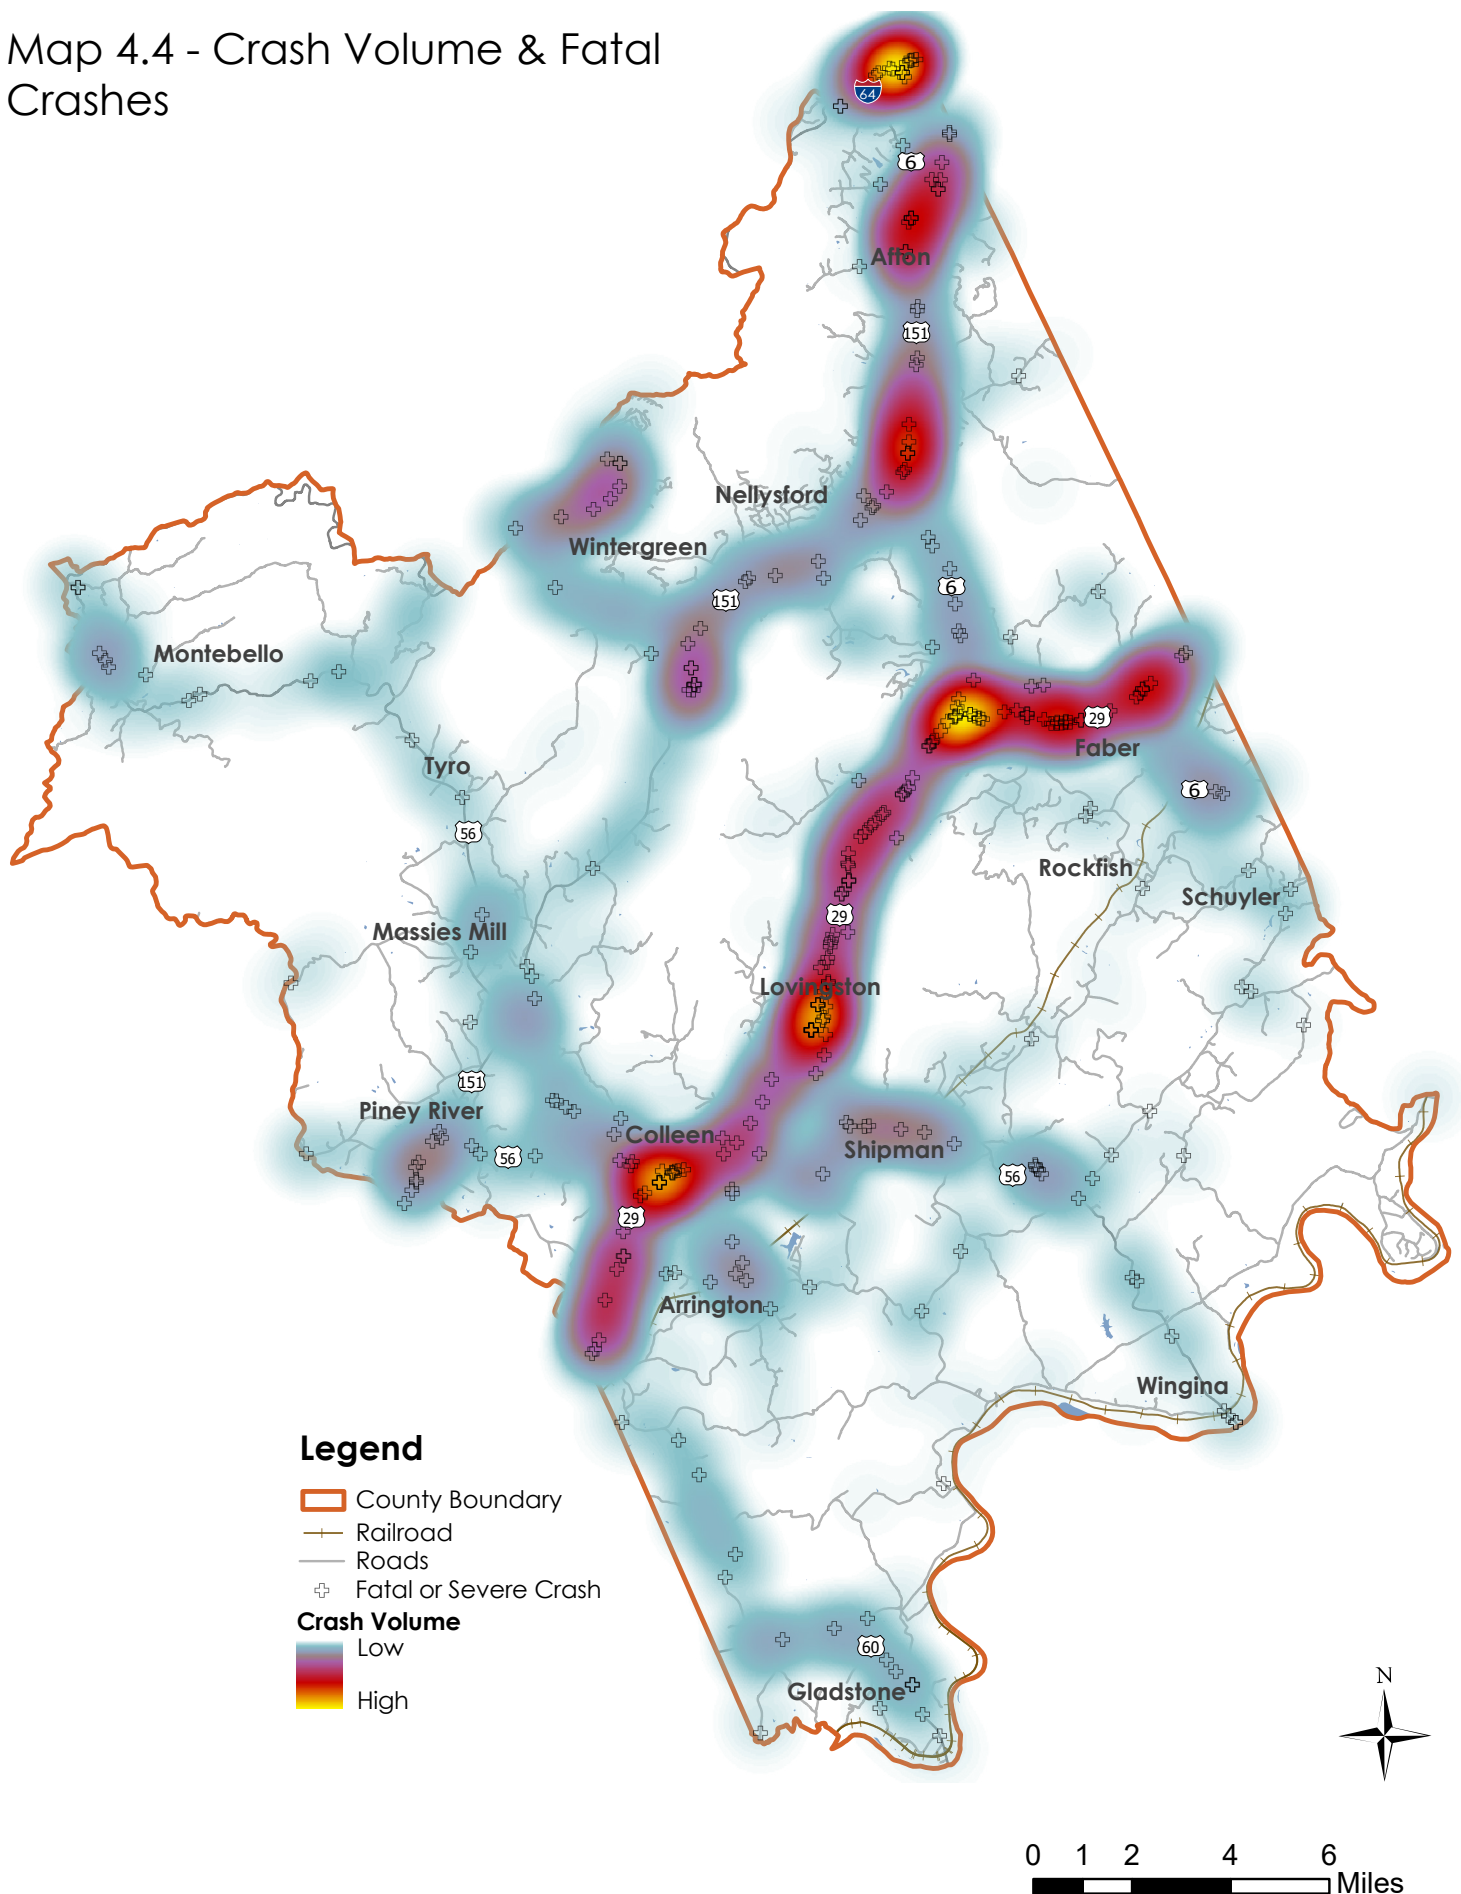 Map 4.4 - Crash Volume & Fatal
Crashes
64
6
Afton
151
Nellysford
Wintergreen
151
6
Montebello
29
Faber
Tyro
6
56
Rockfish
Schuyler
29
Massies Mill
Lovingston
151
Piney River
Colleen
Shipman
56
56
29
Arrington
Wingina
Legend
County Boundary
Railroad
Roads
Fatal or Severe Crash
Crash Volume
Low
High
60
Gladstone
N
0 1 2 4 6
Miles